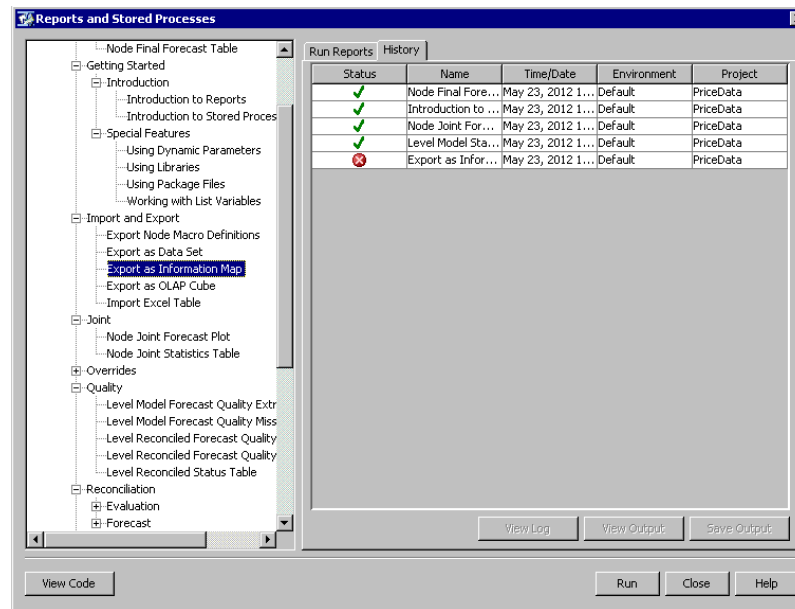 Reports and Stored Processes
Node Final Forecast Table
Getting Started
Introduction
Introduction to Reports
Introduction to Stored Proces
Special Features
Using Dynamic Parameters
Using Libraries
Using Package Files
Working with List Variables
Import and Export
Export Node Macro Definitions
Export as Data Set
Export as Information Map
Export as OLAP Cube
Import Excel Table
Joint
Node Joint Forecast Plot
Node Joint Statistics Table
Overrides
Quality
Level Model Forecast Quality Extr
Level Model Forecast Quality Miss
Level Reconciled Forecast Quality
Level Reconciled Forecast Quality
Level Reconciled Status Table
Reconciliation
Evaluation
Forecast
Run Reports History
Status Name Time/Date Environment Project
Node Final Fore... May 23, 2012 1... Default PriceData
Introduction to ... May 23, 2012 1... Default PriceData
Node Joint For... May 23, 2012 1... Default PriceData
Level Model Sta... May 23, 2012 1... Default PriceData
Export as Infor... May 23, 2012 1... Default PriceData
View Log View Output Save Output
View Code Run Close Help